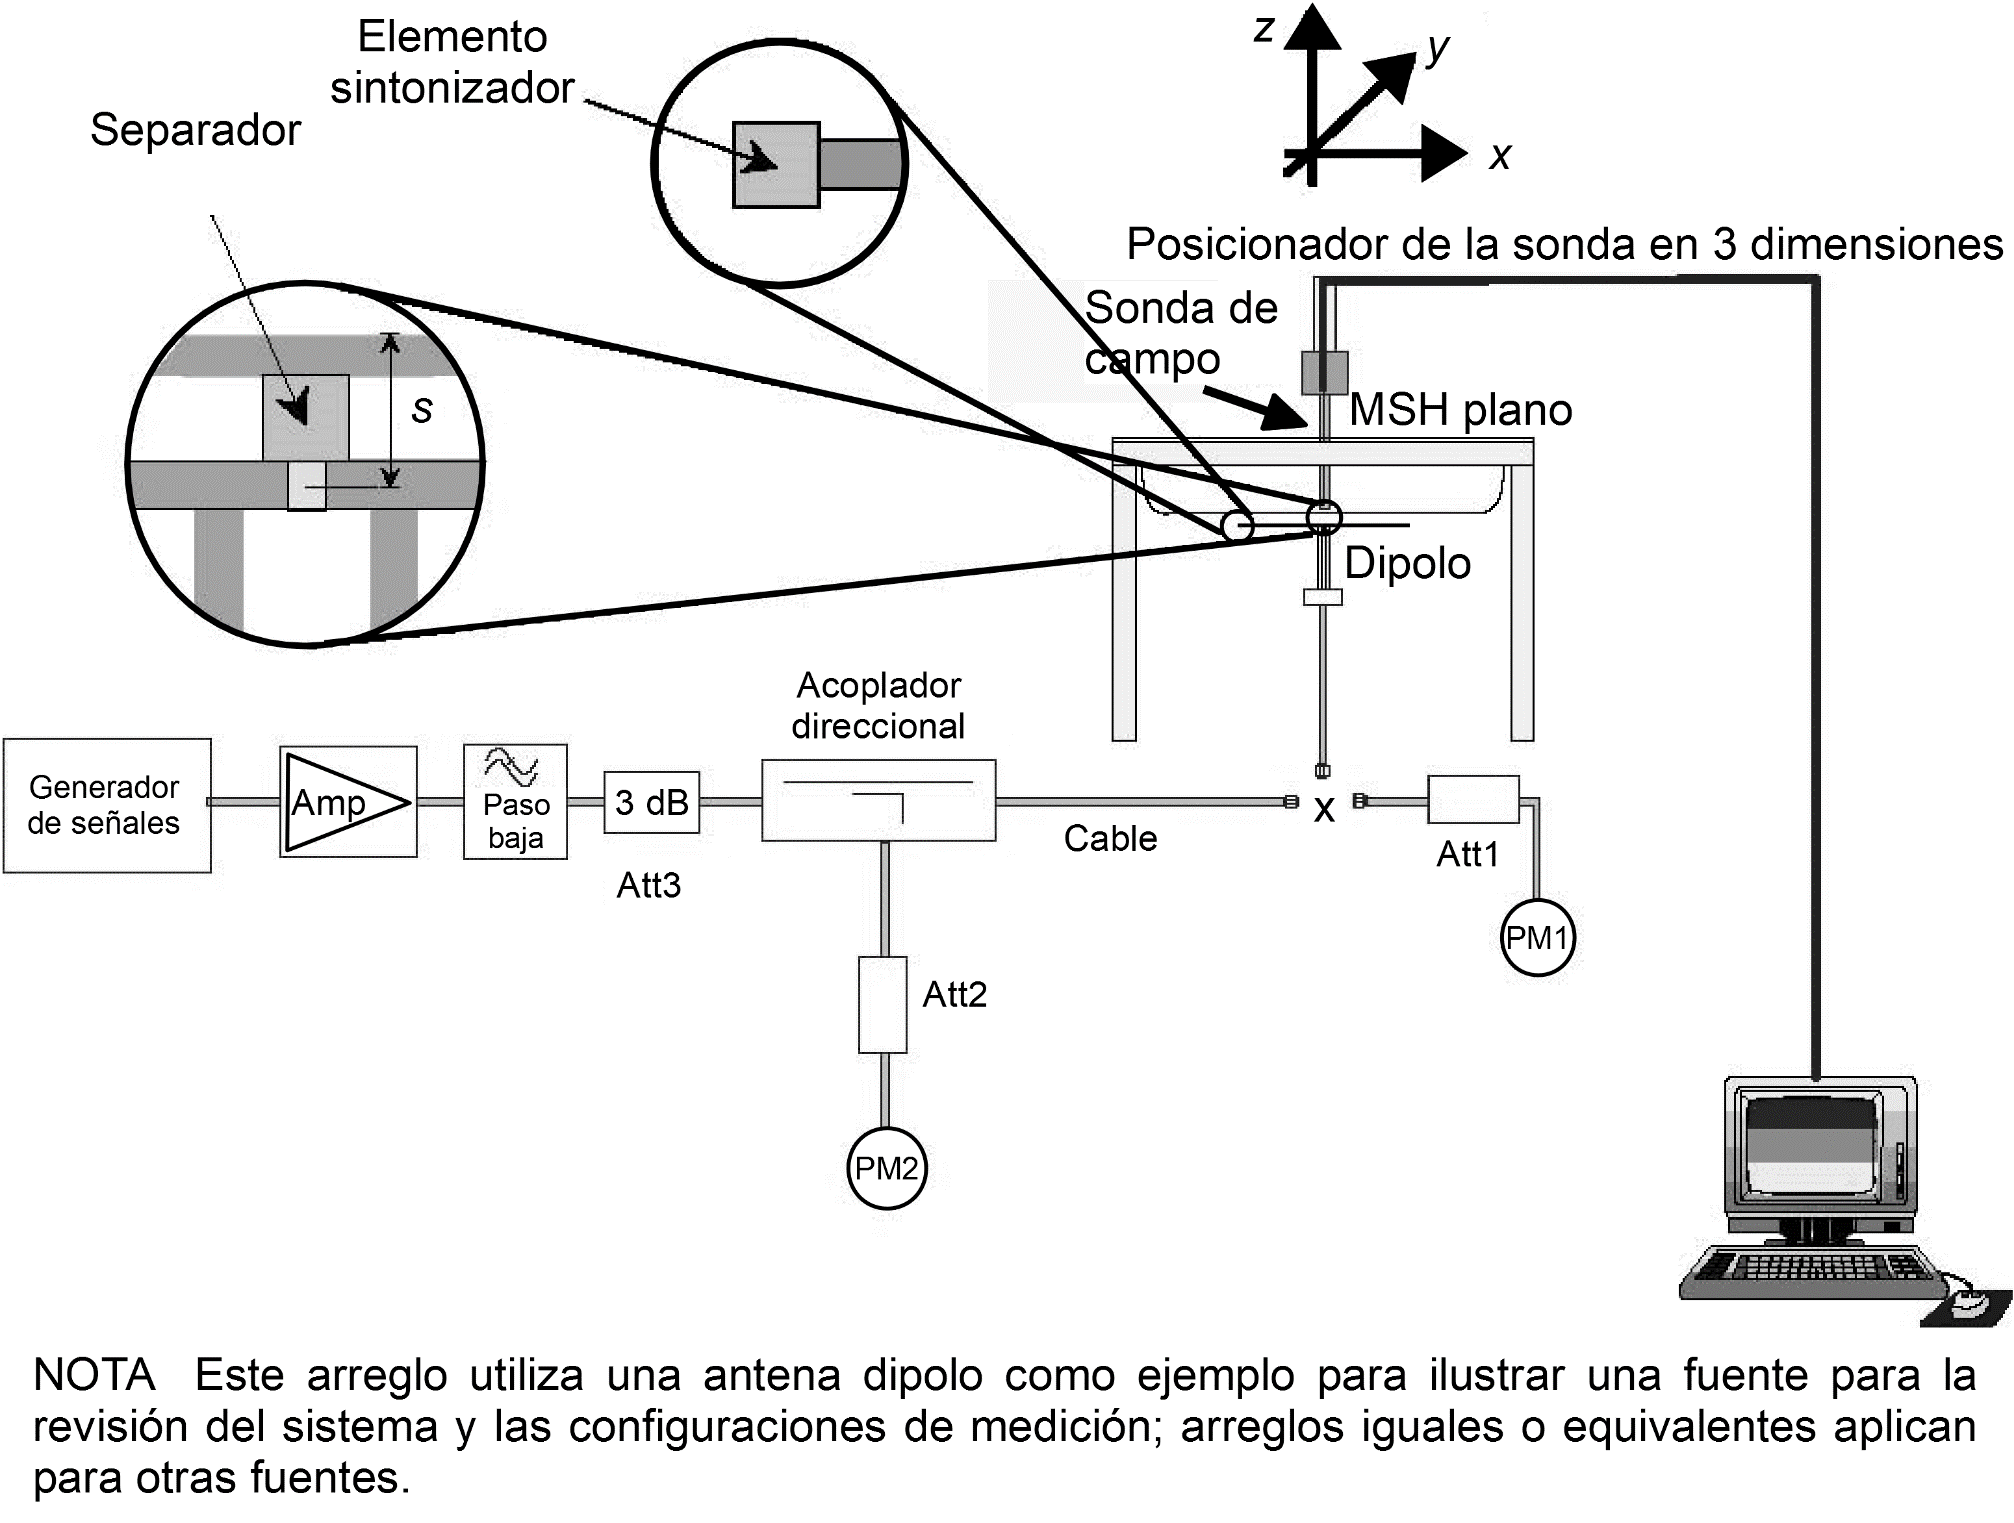 Elemento
sintonizador
Separador
z
y
x
Posicionador de la sonda en 3 dimensiones
Sonda de
campo
MSH plano
s
Dipolo
Acoplador
direccional
Generador
de señales
Amp
Paso
baja
3 dB
Att3
Cable
x
Att1
PM1
Att2
PM2
NOTA Este arreglo utiliza una antena dipolo como ejemplo para ilustrar una fuente para la
revisión del sistema y las configuraciones de medición; arreglos iguales o equivalentes aplican
para otras fuentes.